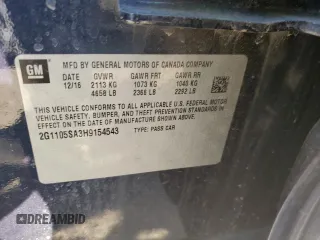 GM
MFD BY GENERAL MOTORS OF CANADA COMPANY
DATE GVWR GAWR FRT GAWR RR
12/16 2113 KG 1073 KG 1040 KG
4658 LB 2366 LB 2292 LB
THIS VEHICLE CONFORMS TO ALL APPLICABLE U.S. FEDERAL MOTOR
VEHICLE SAFETY, BUMPER, AND THEFT PREVENTION STANDARDS IN
EFFECT ON THE DATE OF MANUFACTURE SHOWN ABOVE.
2G1105SA3H9154543 TYPE: PASS CAR